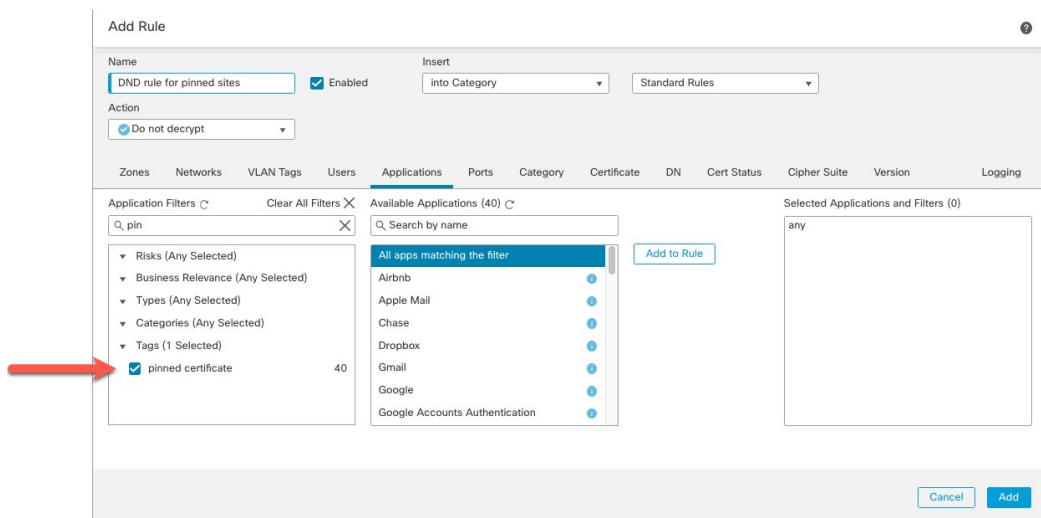 Add Rule
Name
Insert
DND rule for pinned sites
Enabled
into Category
Standard Rules
Action
Do not decrypt
Zones Networks VLAN Tags Users Applications Ports Category Certificate DN Cert Status Cipher Suite Version Logging
Application Filters
Clear All Filters
Available Applications (40)
Selected Applications and Filters (0)
pin
Search by name
any
Risks (Any Selected)
Business Relevance (Any Selected)
Types (Any Selected)
Categories (Any Selected)
Tags (1 Selected)
pinned certificate 40
All apps matching the filter
Airbnb
Apple Mail
Chase
Dropbox
Gmail
Google
Google Accounts Authentication
Add to Rule
Cancel
Add